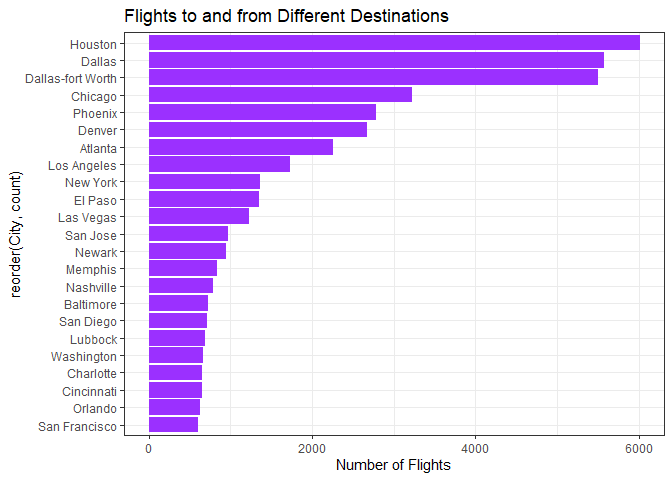 Flights to and from Different Destinations
reorder(City, count)
Houston
Dallas
Dallas-fort Worth
Chicago
Phoenix
Denver
Atlanta
Los Angeles
New York
El Paso
Las Vegas
San Jose
Newark
Memphis
Nashville
Baltimore
San Diego
Lubbock
Washington
Charlotte
Cincinnati
Orlando
San Francisco
0 2000 4000 6000
Number of Flights